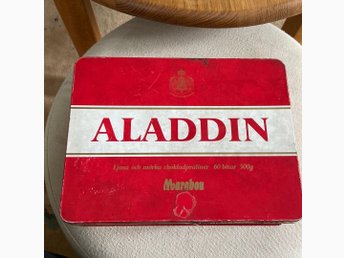 ALADDIN
Ljusa och mörka chokladpraliner 60 bitar 500g
Marabou